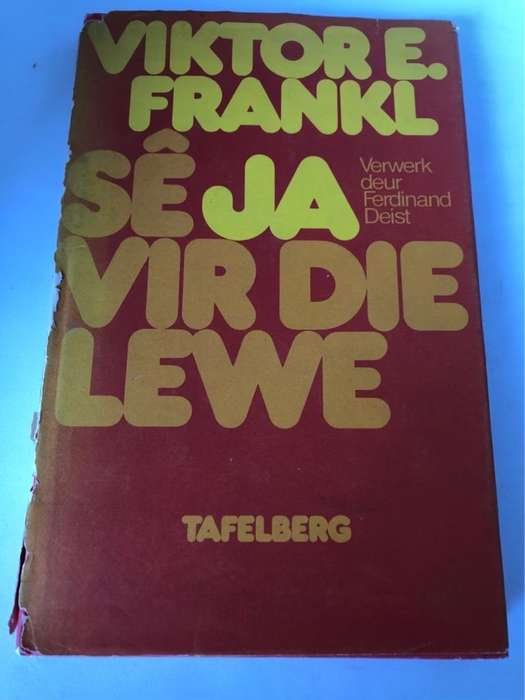 VIKTOR E.
FRANKL
SÊ JA
VIR DIE
LEWE
Verwerk
deur
Ferdinand
Deist
TAFELBERG